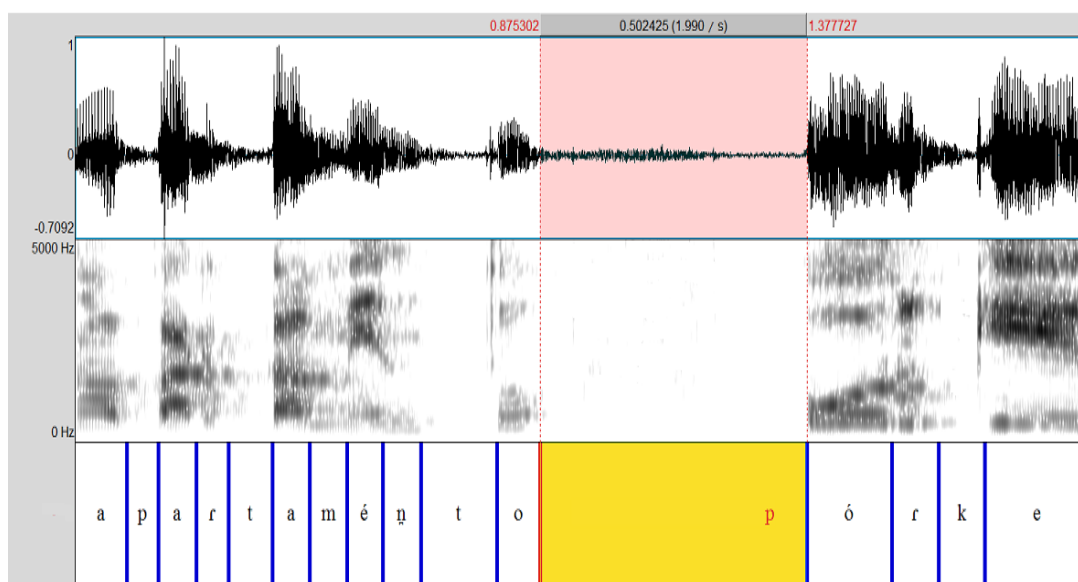 0.875302 0.502425 (1.990 / s) 1.377727
1
0
-0.7092
5000 Hz
0 Hz
a p a ɾ t a m é n̪ t o p ó ɾ k e